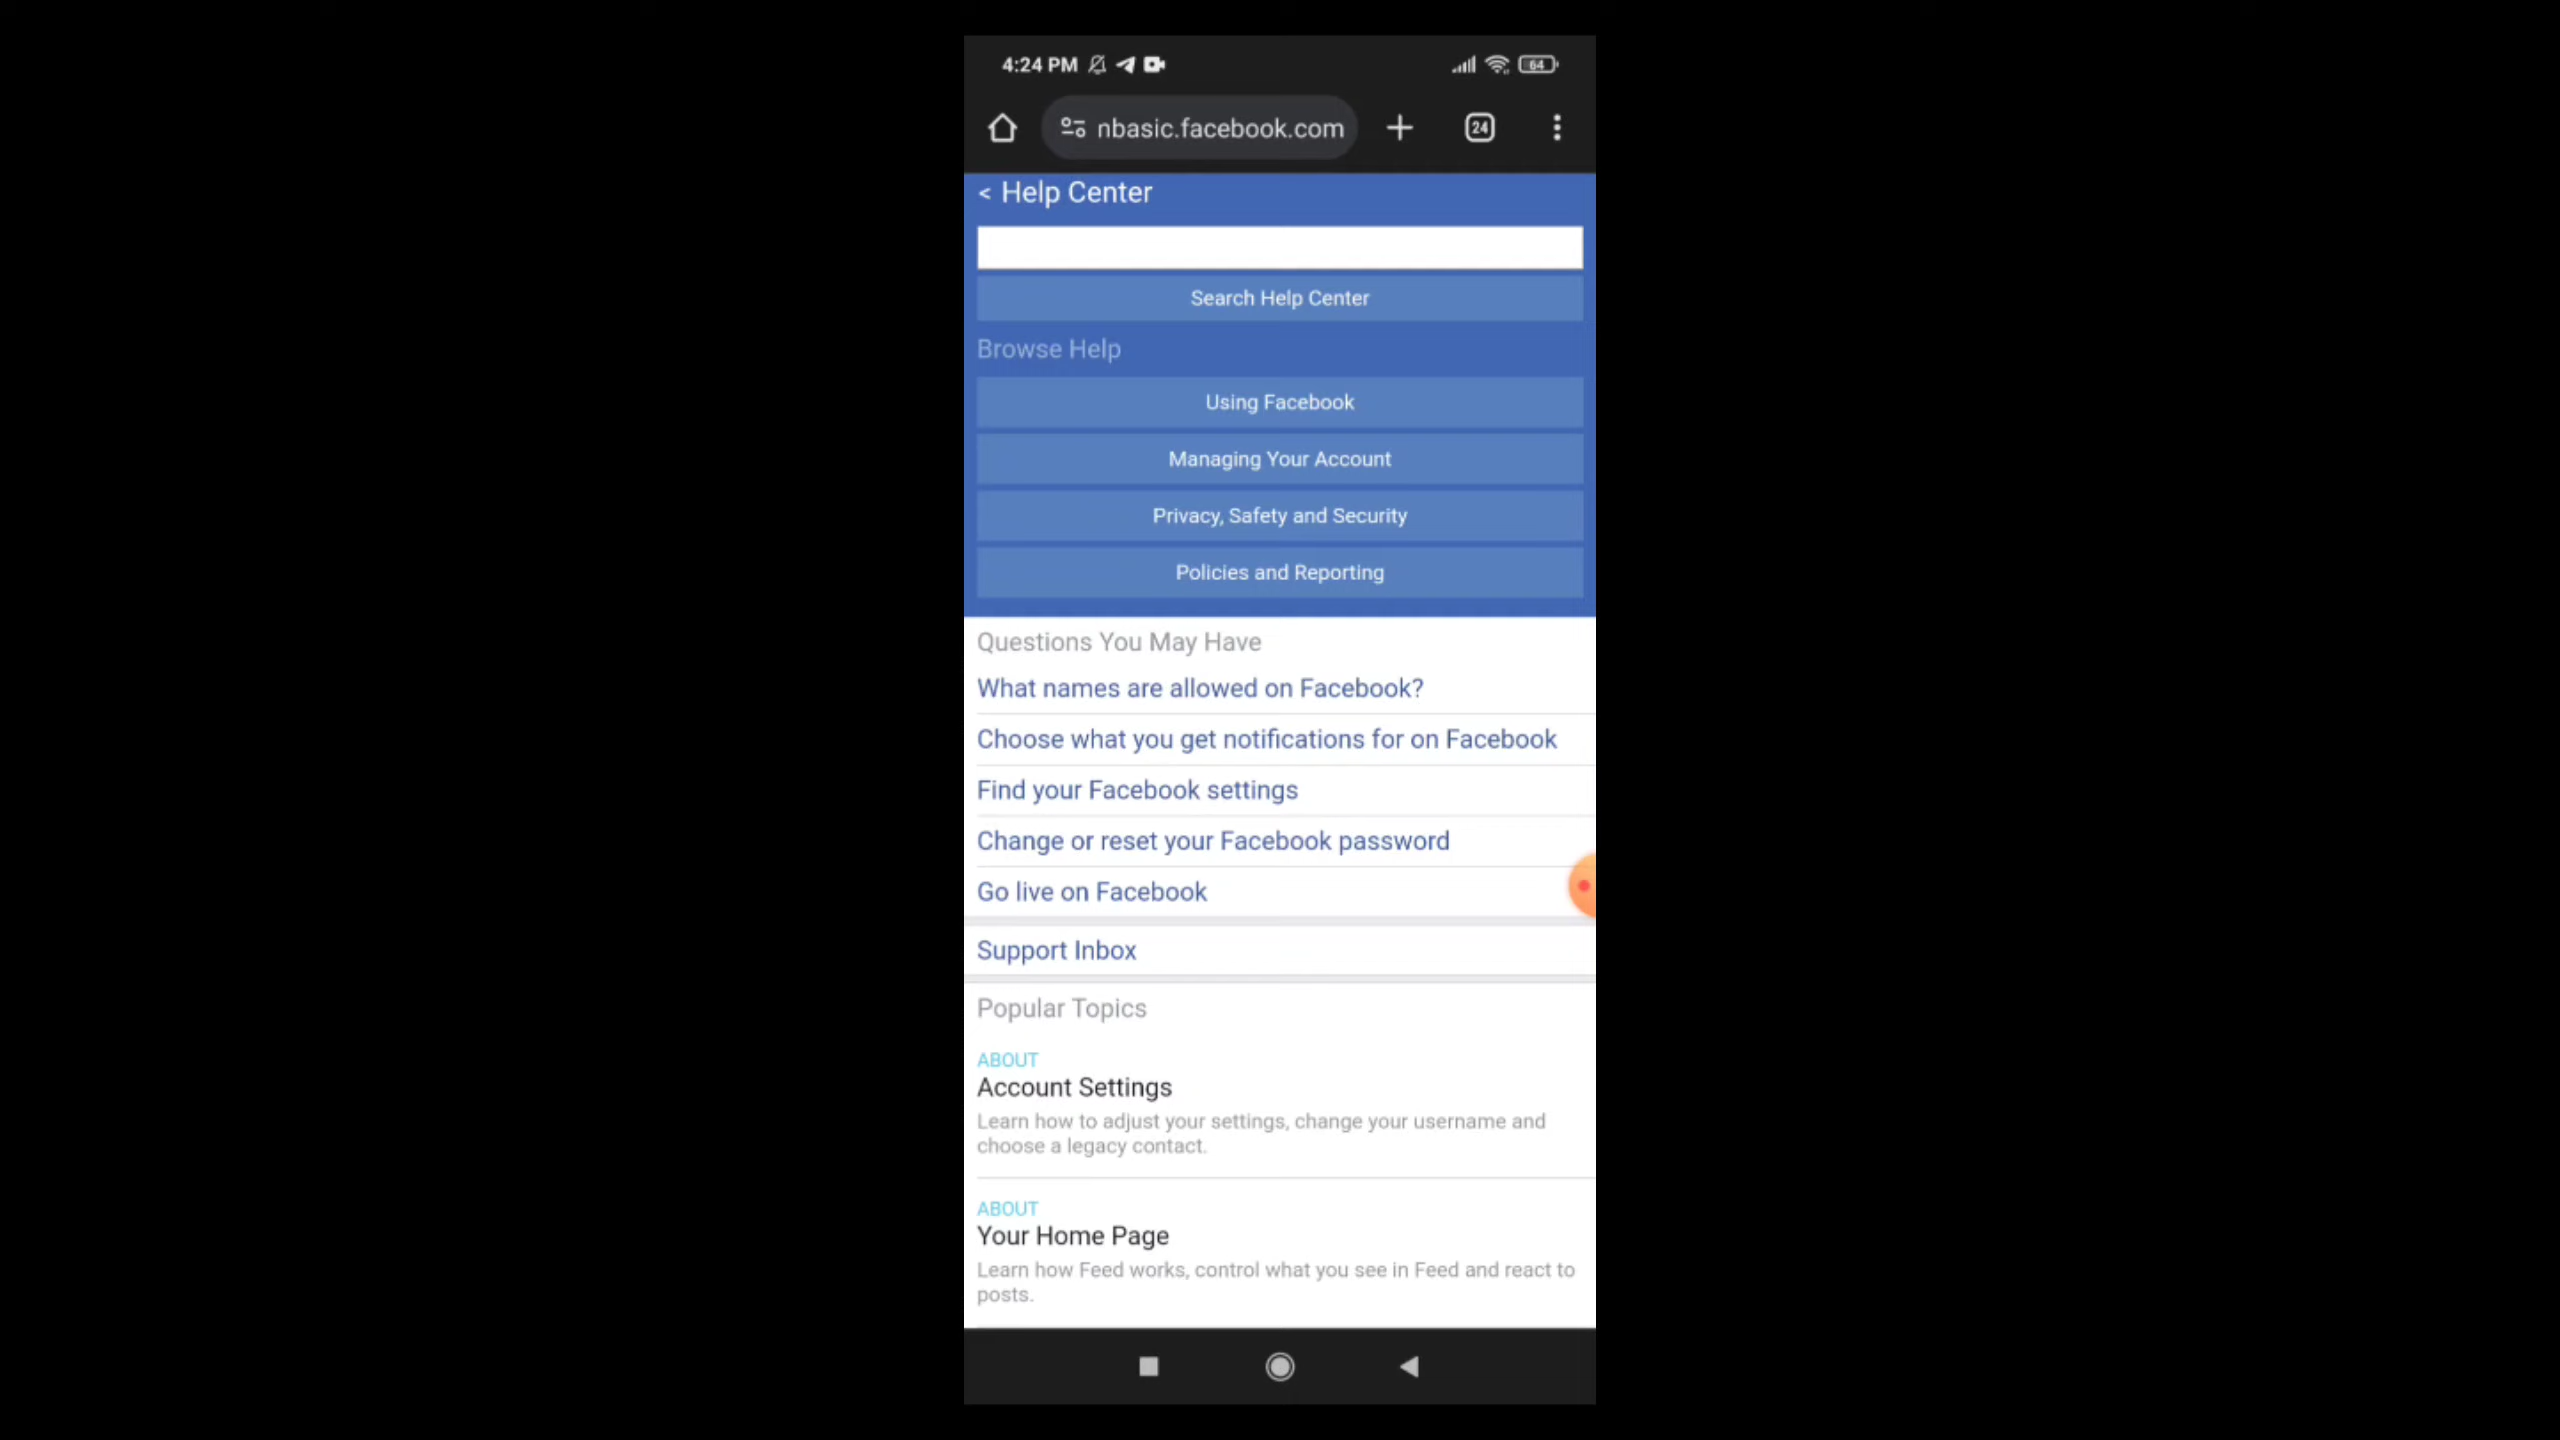 4:24 PM
64
nbasic.facebook.com
24
< Help Center
Search Help Center
Browse Help
Using Facebook
Managing Your Account
Privacy, Safety and Security
Policies and Reporting
Questions You May Have
What names are allowed on Facebook?
Choose what you get notifications for on Facebook
Find your Facebook settings
Change or reset your Facebook password
Go live on Facebook
Support Inbox
Popular Topics
ABOUT
Account Settings
Learn how to adjust your settings, change your username and
choose a legacy contact.
ABOUT
Your Home Page
Learn how Feed works, control what you see in Feed and react to
posts.